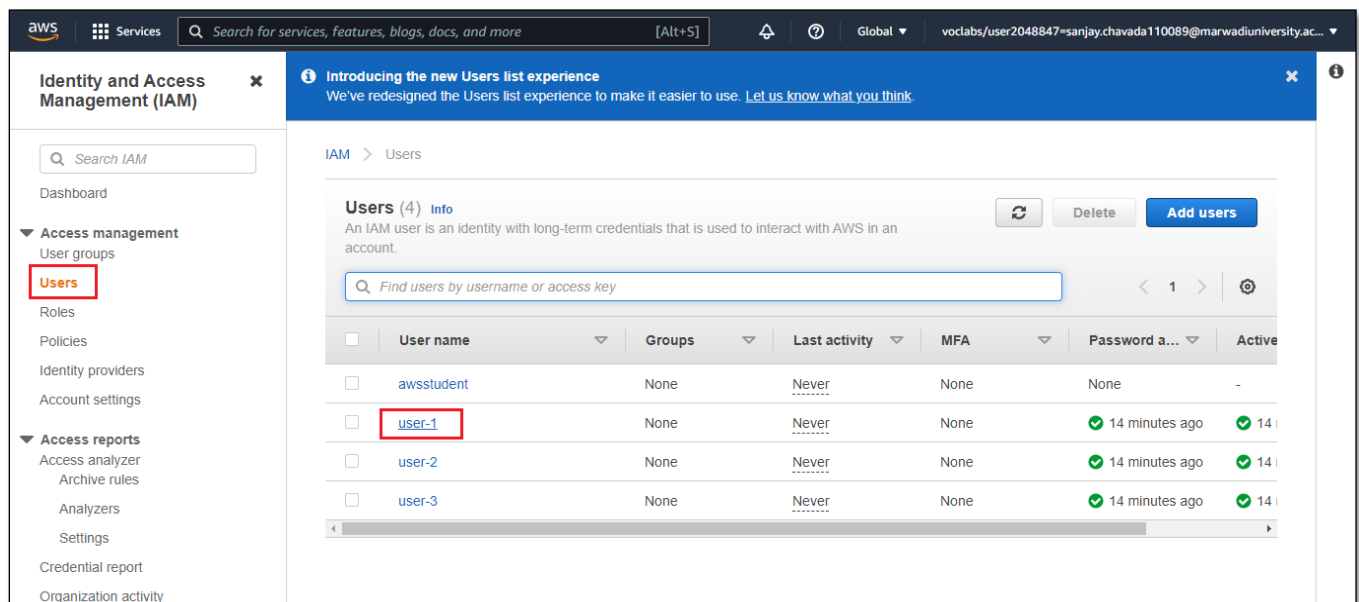 aws
Services
Search for services, features, blogs, docs, and more
[Alt+S]
Global
voclabs/user2048847=sanjay.chavada110089@marwadiuniversity.ac...
Identity and Access
Management (IAM)
Search IAM
Dashboard
Access management
User groups
Users
Roles
Policies
Identity providers
Account settings
Access reports
Access analyzer
Archive rules
Analyzers
Settings
Credential report
Organization activity
Introducing the new Users list experience
We've redesigned the Users list experience to make it easier to use. Let us know what you think.
IAM > Users
Users (4) Info
An IAM user is an identity with long-term credentials that is used to interact with AWS in an
account.
Delete
Add users
Find users by username or access key
< 1 >
User name Groups Last activity MFA Password a... Active
awsstudent None Never None None -
user-1 None Never None 14 minutes ago 14
user-2 None Never None 14 minutes ago 14
user-3 None Never None 14 minutes ago 14